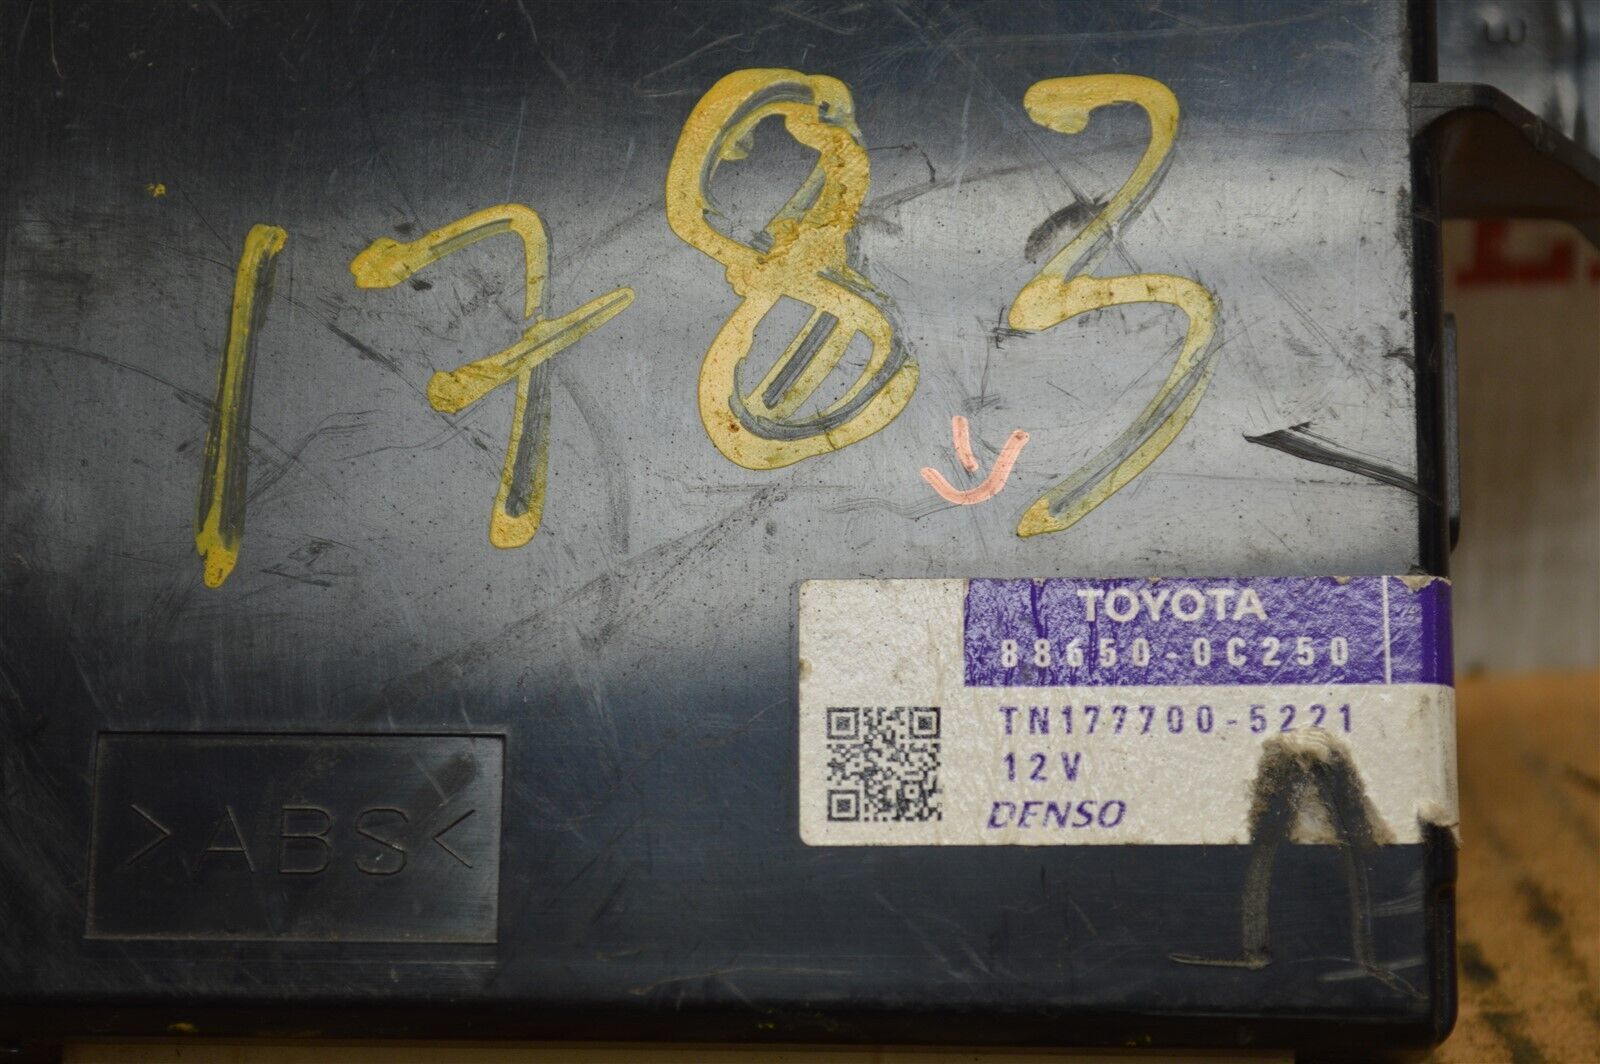 1783
TOYOTA
88650-0C250
TN177700-5221
12V
DENSO
>ABS<